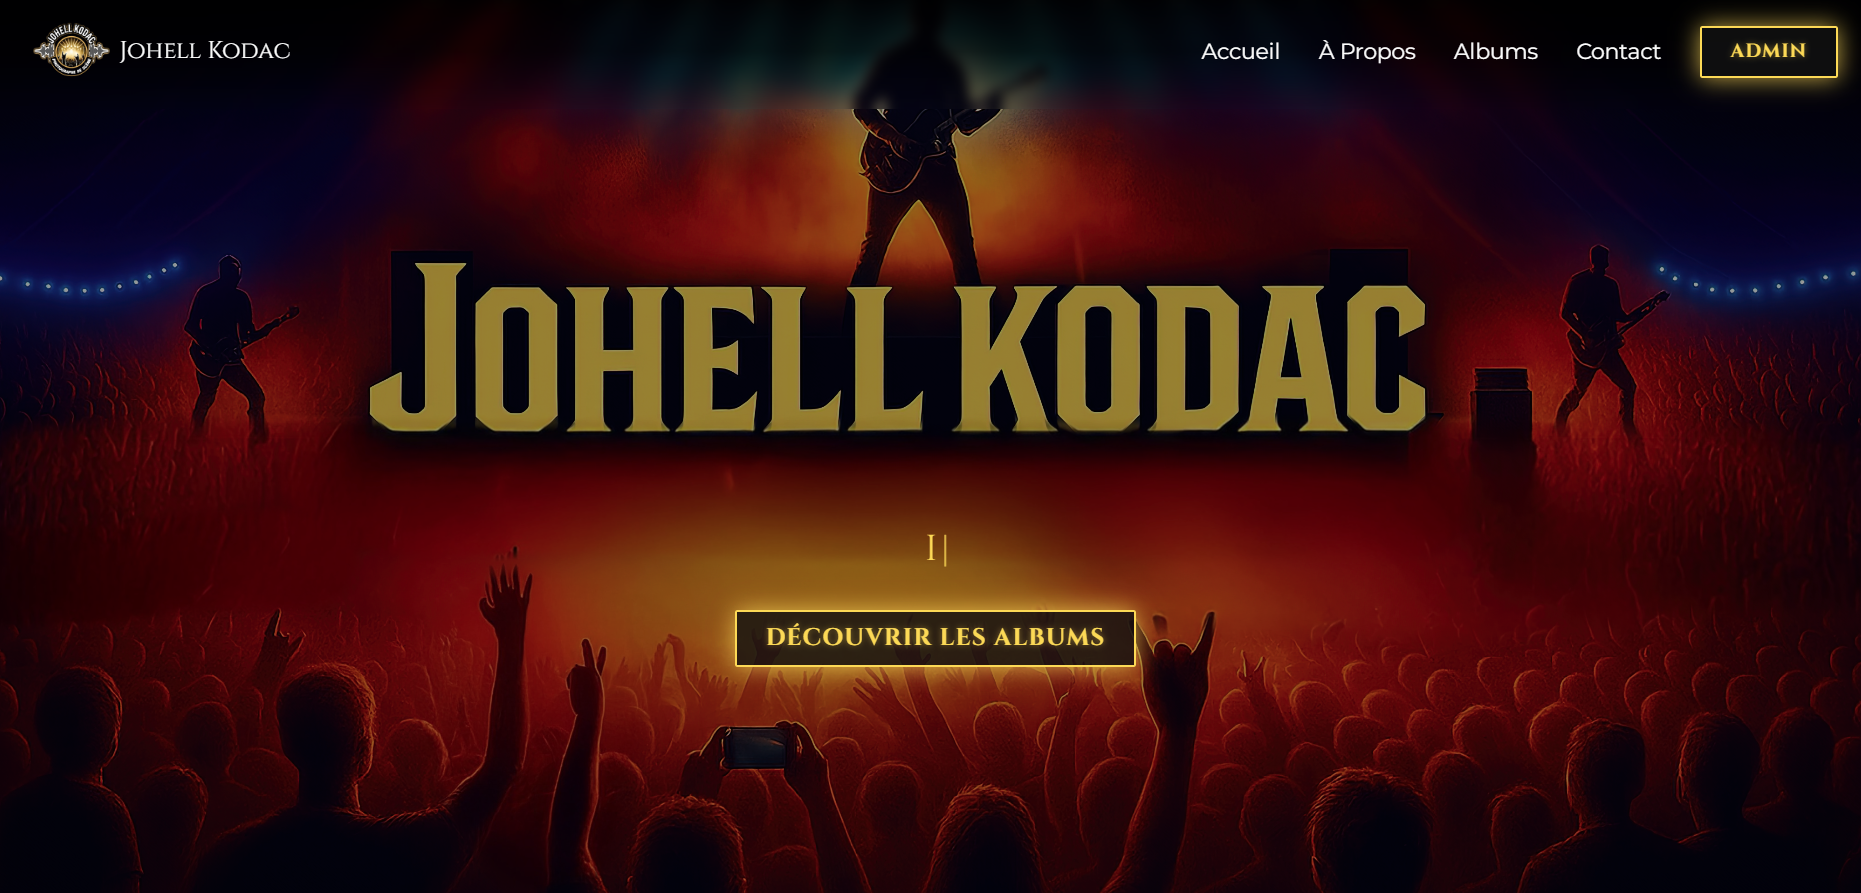 JOHELL KODAC
Johell Kodac
Accueil
À Propos
Albums
Contact
ADMIN
JOHELL KODAC
I|
DÉCOUVRIR LES ALBUMS